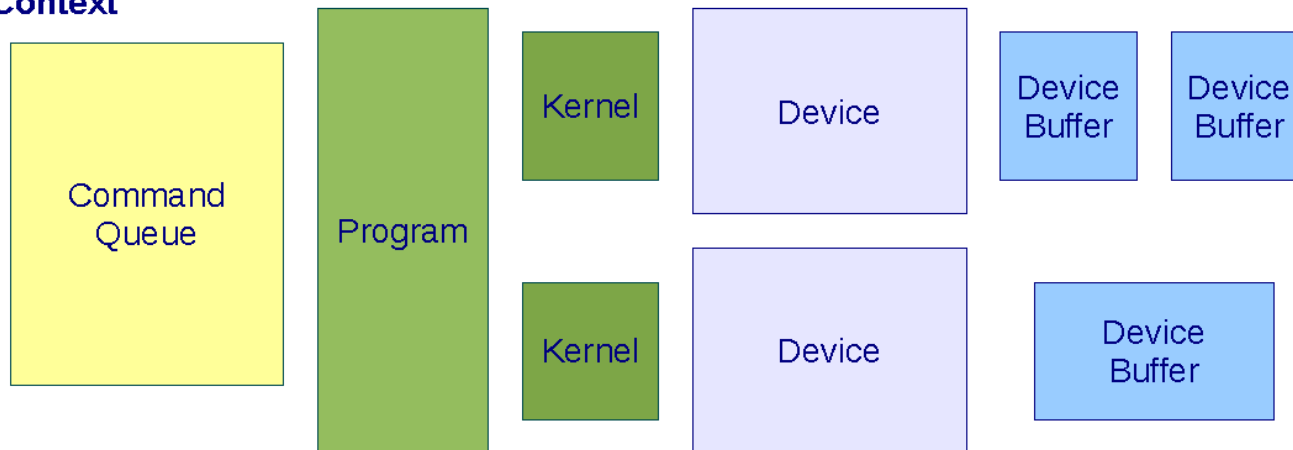 Context
Command
Queue
Program
Kernel
Device
Device
Buffer
Device
Buffer
Kernel
Device
Device
Buffer